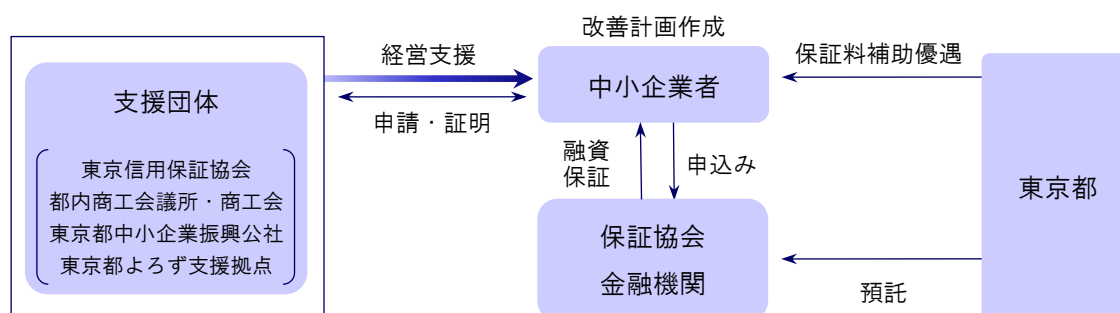 改善計画作成
経営支援
保証料補助優遇
中小企業者
支援団体
申請・証明
東京信用保証協会
都内商工会議所・商工会
東京都中小企業振興公社
東京都よろず支援拠点
融資
保証
申込み
東京都
保証協会
金融機関
預託